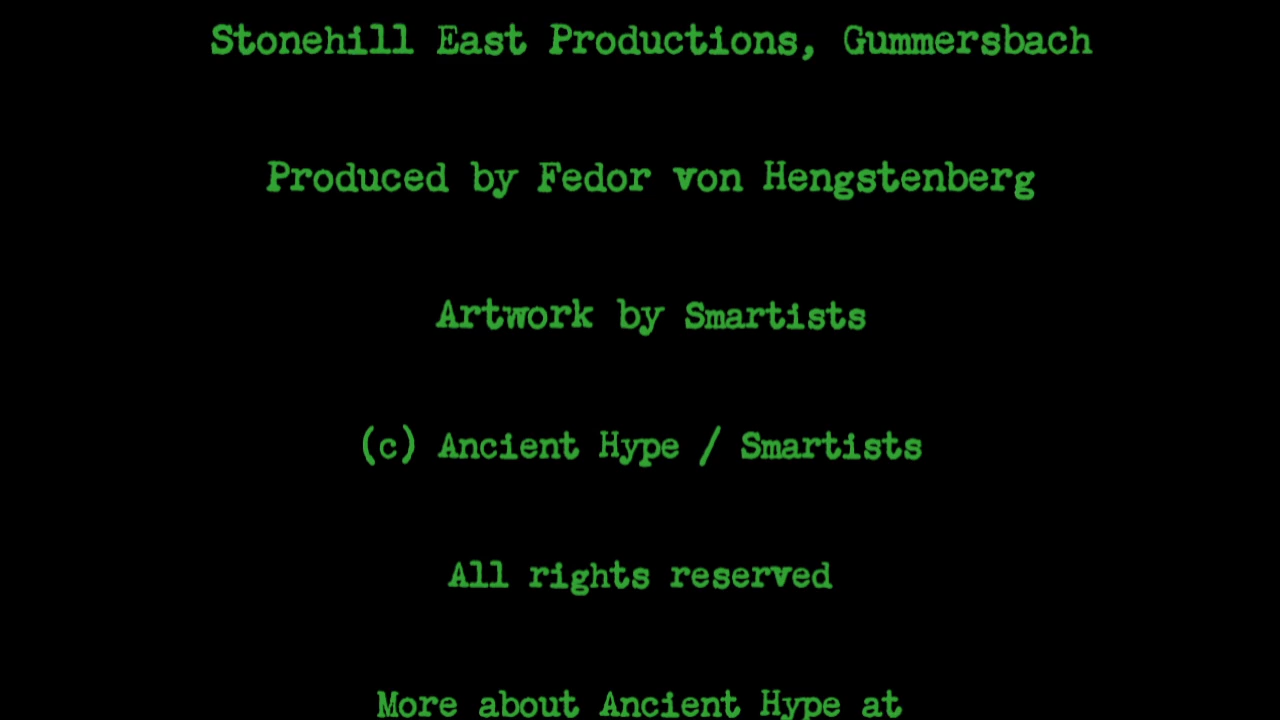 Stonehill East Productions, Gummersbach
Produced by Fedor von Hengstenberg
Artwork by Smartists
(c) Ancient Hype / Smartists
All rights reserved
More about Ancient Hype at